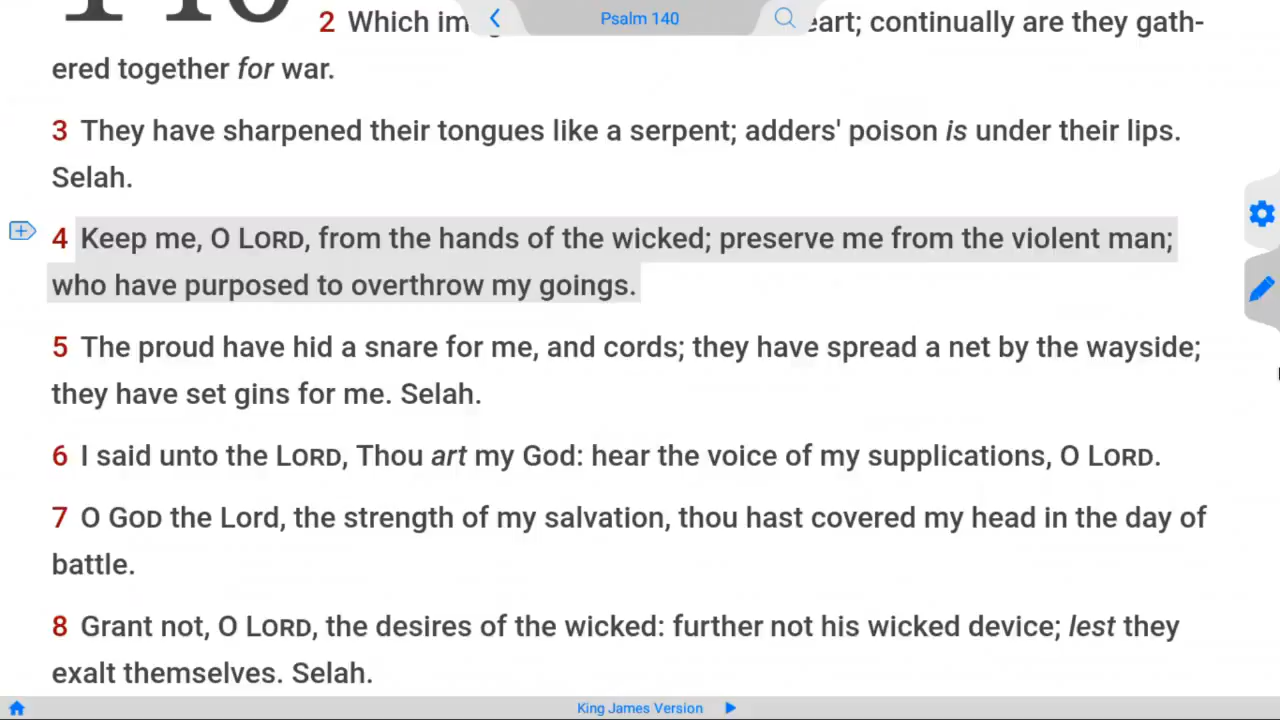 Psalm 140
140
2 Which im eart; continually are they gath-
ered together for war.
3 They have sharpened their tongues like a serpent; adders' poison is under their lips.
Selah.
4 Keep me, O LORD, from the hands of the wicked; preserve me from the violent man;
who have purposed to overthrow my goings.
5 The proud have hid a snare for me, and cords; they have spread a net by the wayside;
they have set gins for me. Selah.
6 I said unto the LORD, Thou art my God: hear the voice of my supplications, O LORD.
7 O GOD the Lord, the strength of my salvation, thou hast covered my head in the day of
battle.
8 Grant not, O LORD, the desires of the wicked: further not his wicked device; lest they
exalt themselves. Selah.
King James Version